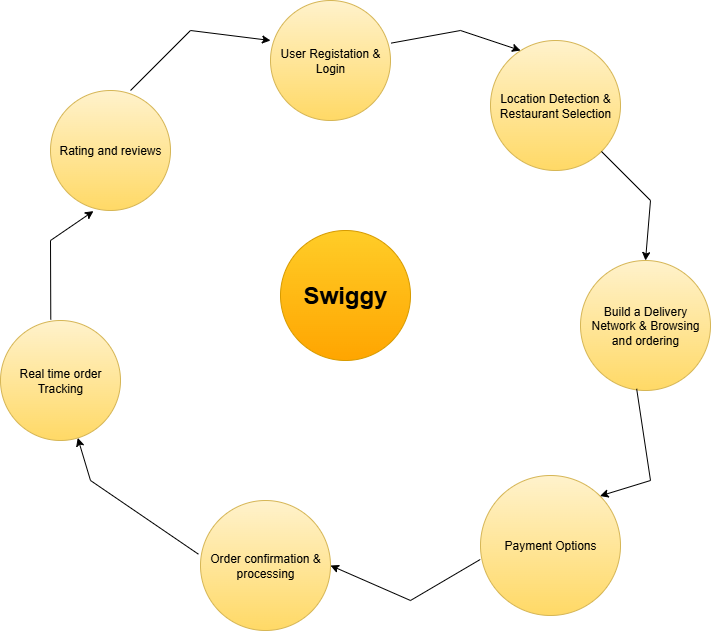 User Registation &
Login
Location Detection &
Restaurant Selection
Build a Delivery
Network & Browsing
and ordering
Payment Options
Order confirmation &
processing
Real time order
Tracking
Rating and reviews
Swiggy